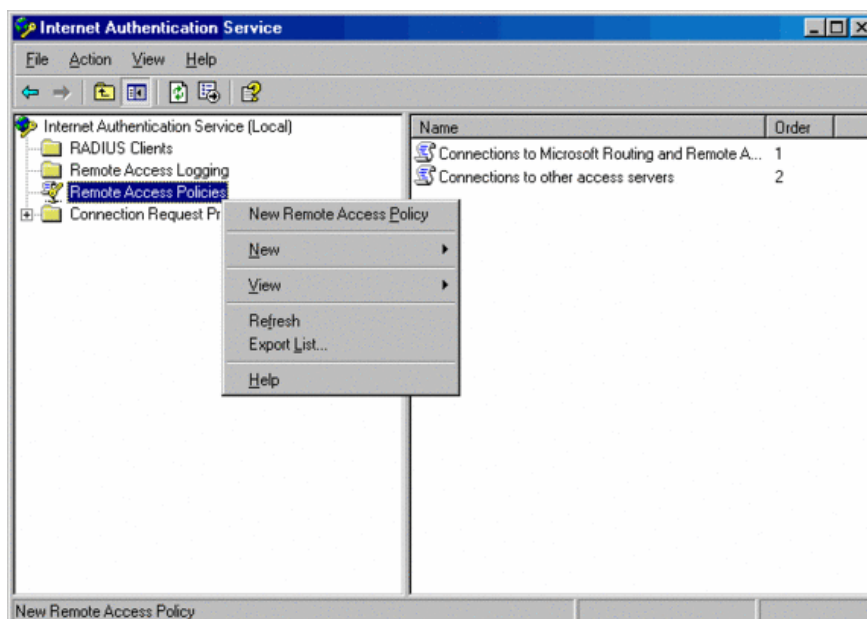 Internet Authentication Service
File Action View Help
Internet Authentication Service (Local)
RADIUS Clients
Remote Access Logging
Remote Access Policies
Connection Request Pr
Name Order
Connections to Microsoft Routing and Remote A... 1
Connections to other access servers 2
New Remote Access Policy
New
View
Refresh
Export List...
Help
New Remote Access Policy